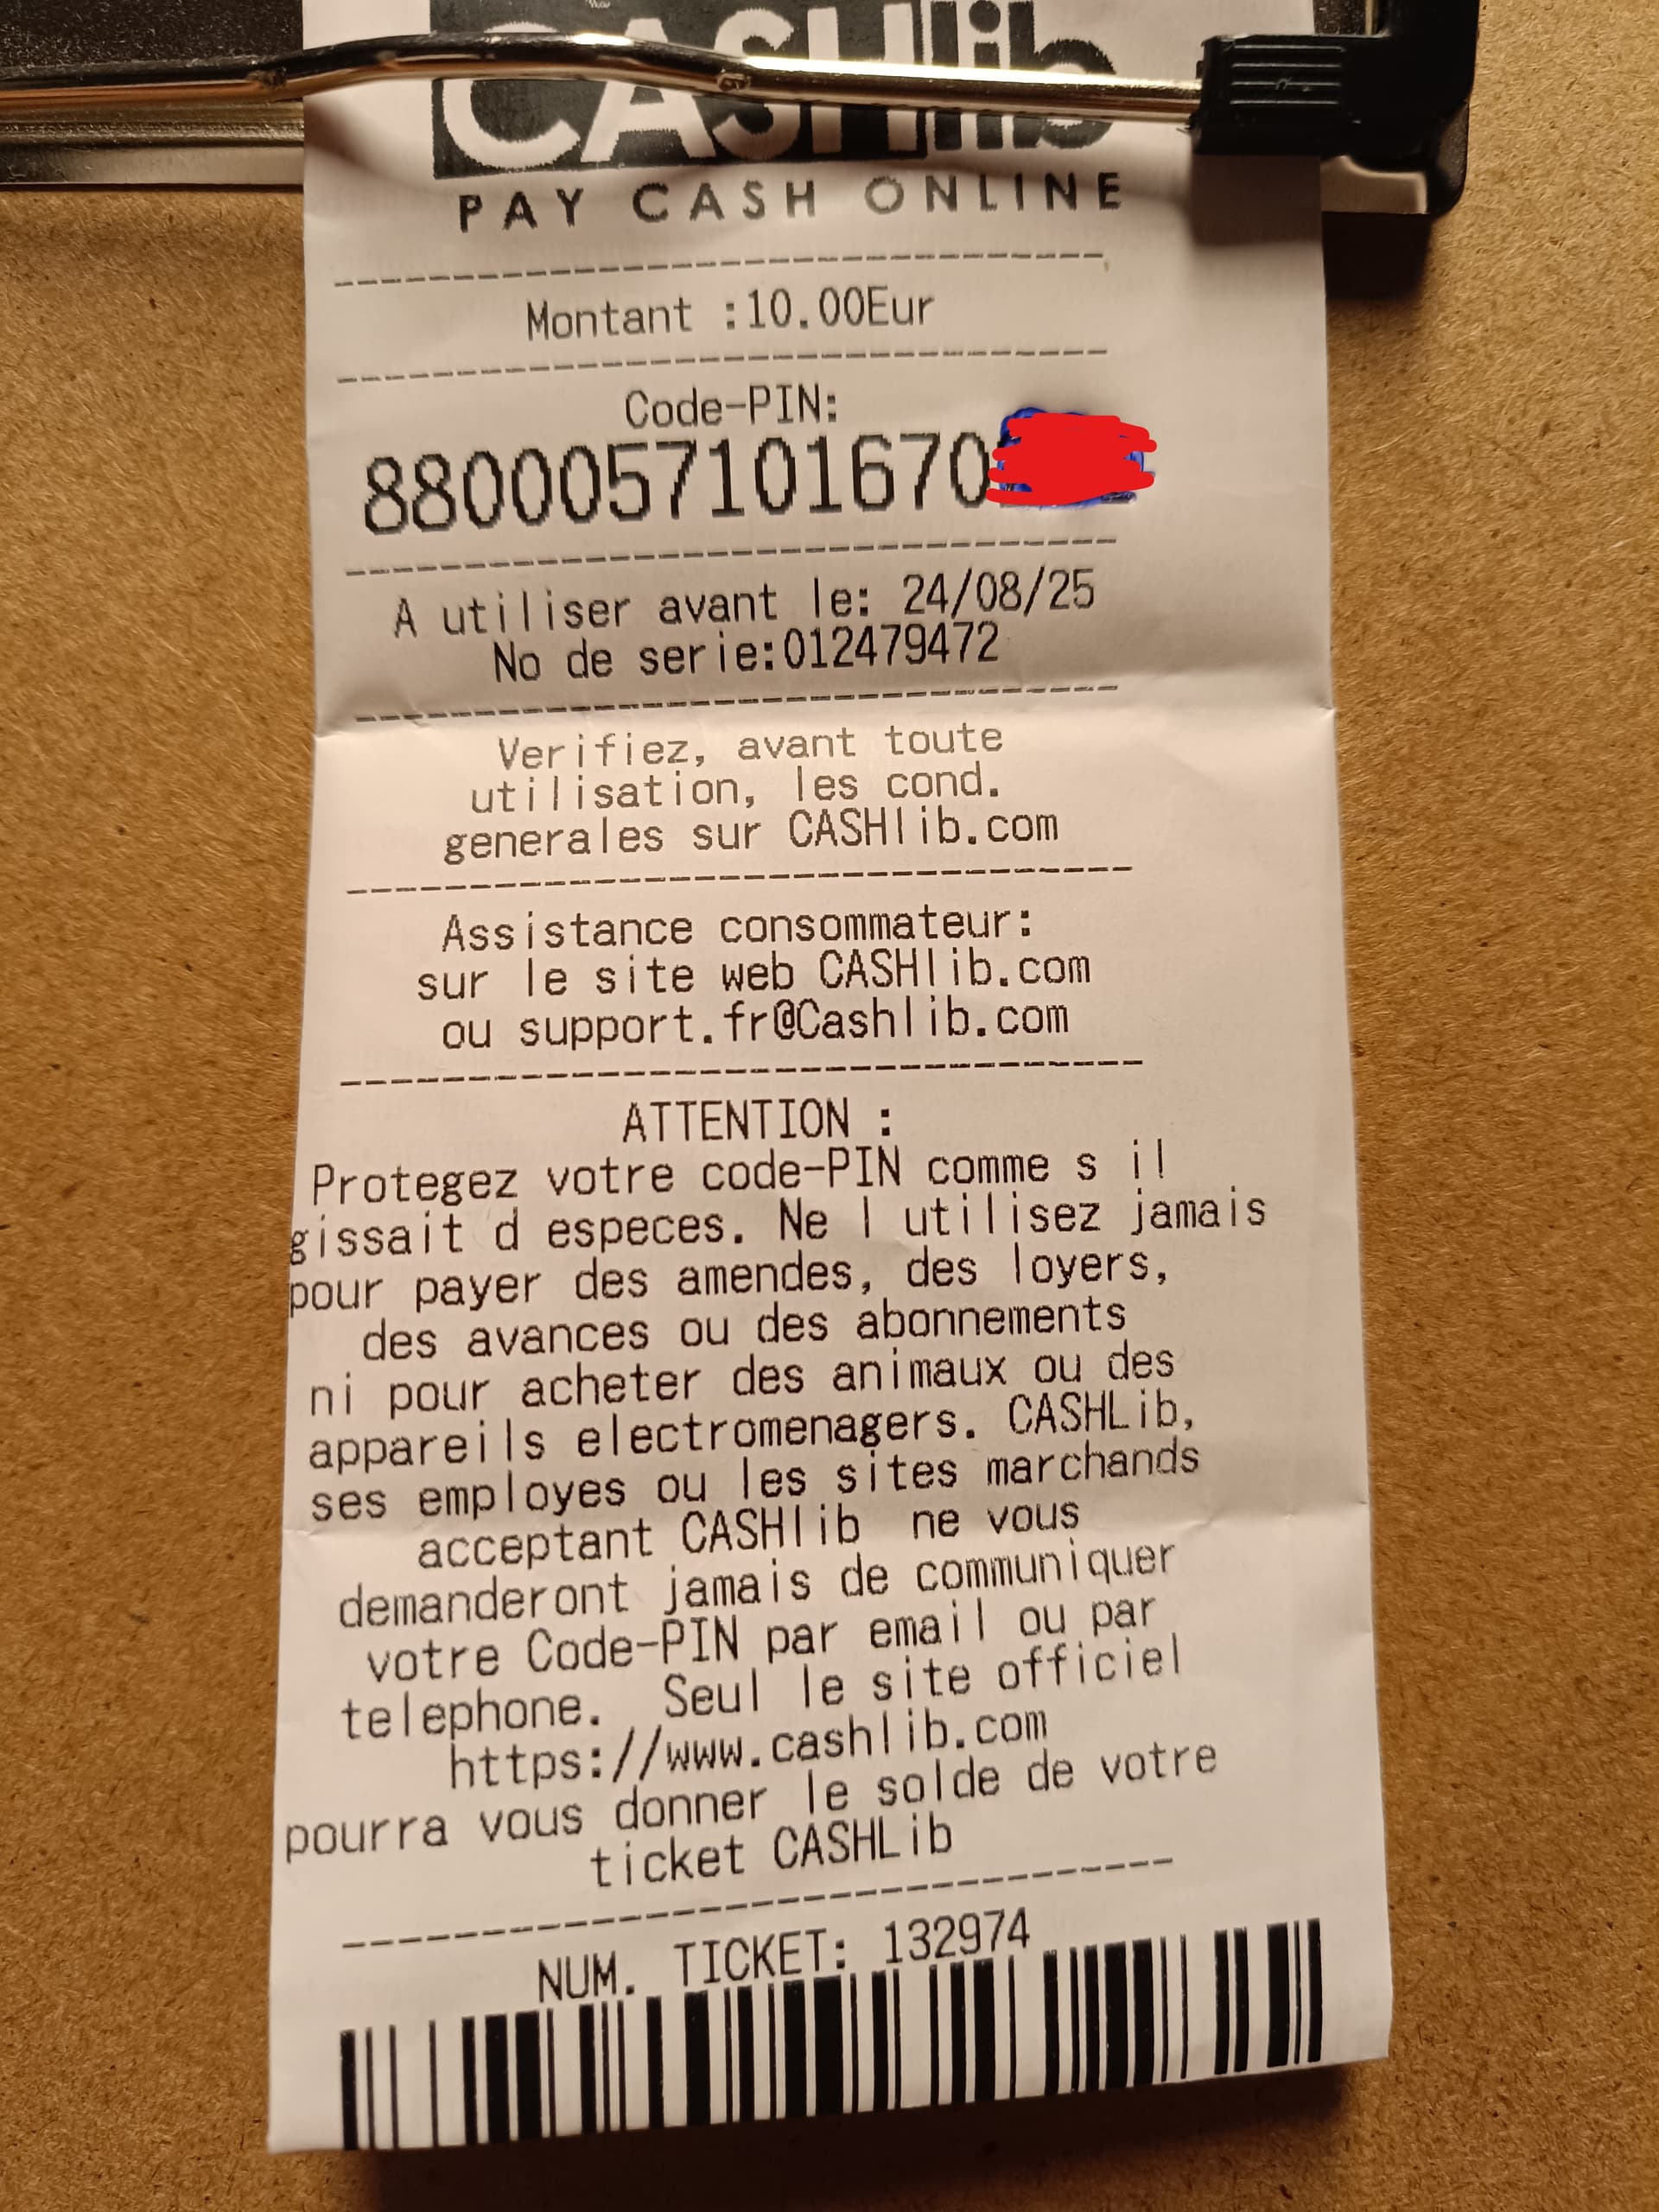 CASHlib
PAY CASH ONLINE
Montant :10.00Eur
Code-PIN:
8800057101670
A utiliser avant le: 24/08/25
No de serie:012479472
Verifiez, avant toute
utilisation, les cond.
generales sur CASHlib.com
Assistance consommateur:
sur le site web CASHlib.com
ou support.fr@Cashlib.com
ATTENTION :
Protegez votre code-PIN comme s il
gissait d especes. Ne l utilisez jamais
pour payer des amendes, des loyers,
des avances ou des abonnements
ni pour acheter des animaux ou des
appareils electromenagers. CASHLib,
ses employes ou les sites marchands
acceptant CASHlib ne vous
demanderont jamais de communiquer
votre Code-PIN par email ou par
telephone. Seul le site officiel
https://www.cashlib.com
pourra vous donner le solde de votre
ticket CASHLib
NUM. TICKET: 132974